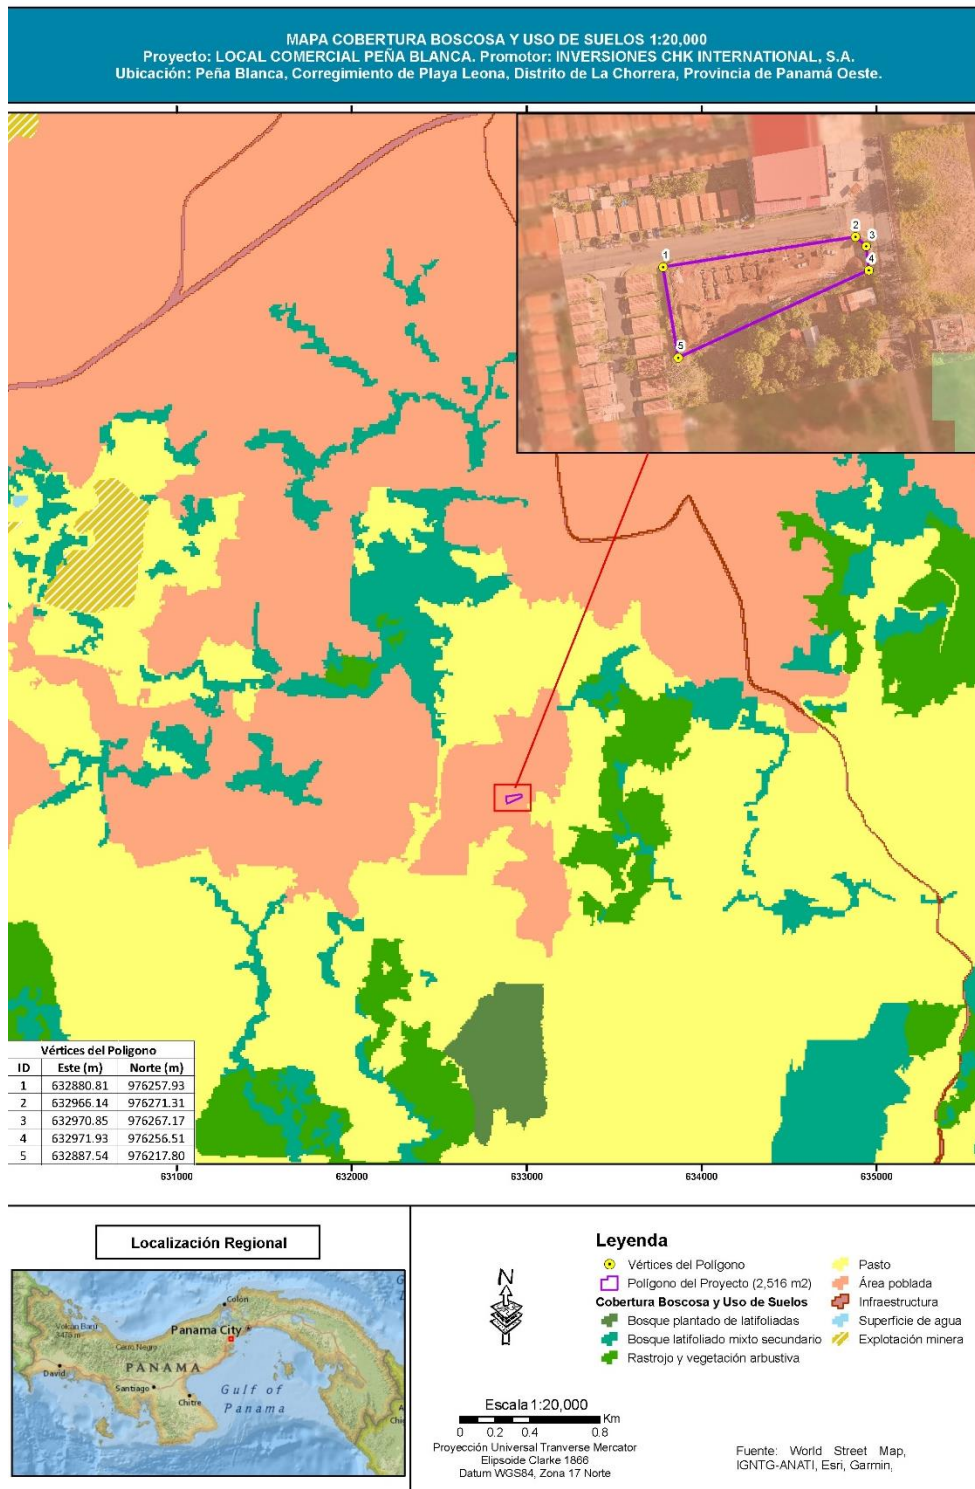 MAPA COBERTURA BOSCOSA Y USO DE SUELOS 1:20,000
Proyecto: LOCAL COMERCIAL PEÑA BLANCA. Promotor: INVERSIONES CHK INTERNATIONAL, S.A.
Ubicación: Peña Blanca, Corregimiento de Playa Leona, Distrito de La Chorrera, Provincia de Panamá Oeste.
1
2
3
4
5
Vértices del Poligono
ID Este (m) Norte (m)
1 632880.81 976257.93
2 632966.14 976271.31
3 632970.85 976267.17
4 632971.93 976256.51
5 632887.54 976217.80
631000 632000 633000 634000 635000
Localización Regional
Colón
Panama City
Volcán Barú
3475 m
Cerro Negro
PANAMA
David
Santiago
Chitre
Gulf of
Panama
N
Leyenda
Vértices del Polígono
Polígono del Proyecto (2,516 m2)
Cobertura Boscosa y Uso de Suelos
Bosque plantado de latifoliadas
Bosque latifoliado mixto secundario
Rastrojo y vegetación arbustiva
Pasto
Área poblada
Infraestructura
Superficie de agua
Explotación minera
Escala 1:20,000
Km
0 0.2 0.4 0.8
Proyección Universal Tranverse Mercator
Elipsoide Clarke 1866
Datum WGS84, Zona 17 Norte
Fuente: World Street Map,
IGNTG-ANATI, Esri, Garmin,